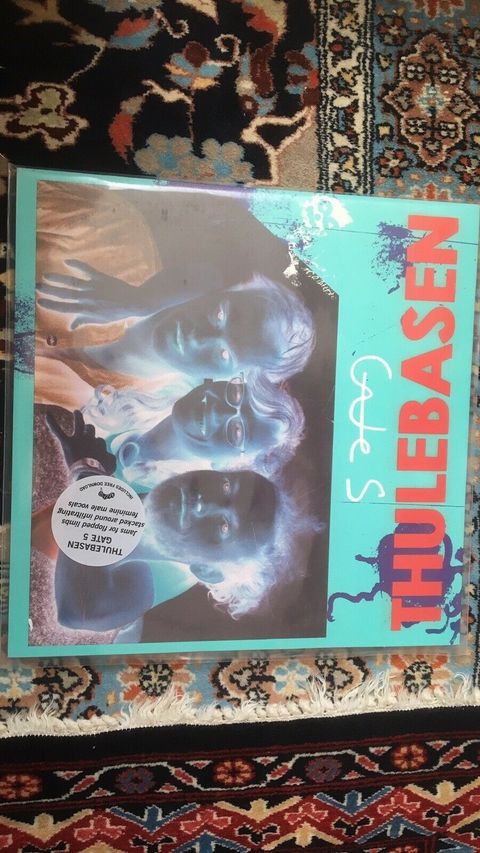 THULEBASEN
Gate 5
THULEBASEN
GATE 5
Jams for flopped limbs
stacked around infiltrating
feminine male vocals
INCLUDES FREE DOWNLOAD